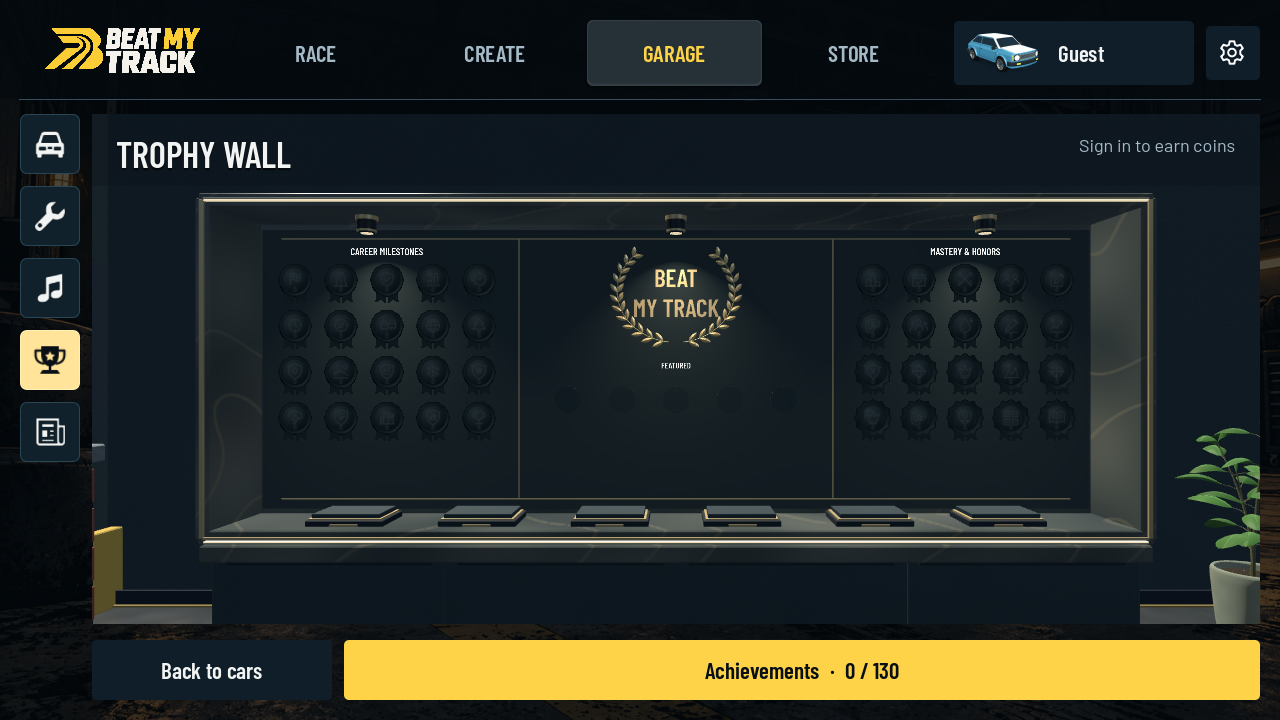 BEAT MY TRACK
RACE
CREATE
GARAGE
STORE
Guest
TROPHY WALL
Sign in to earn coins
CAREER MILESTONES
BEAT
MY TRACK
FEATURED
MASTERY & HONORS
Back to cars
Achievements · 0 / 130